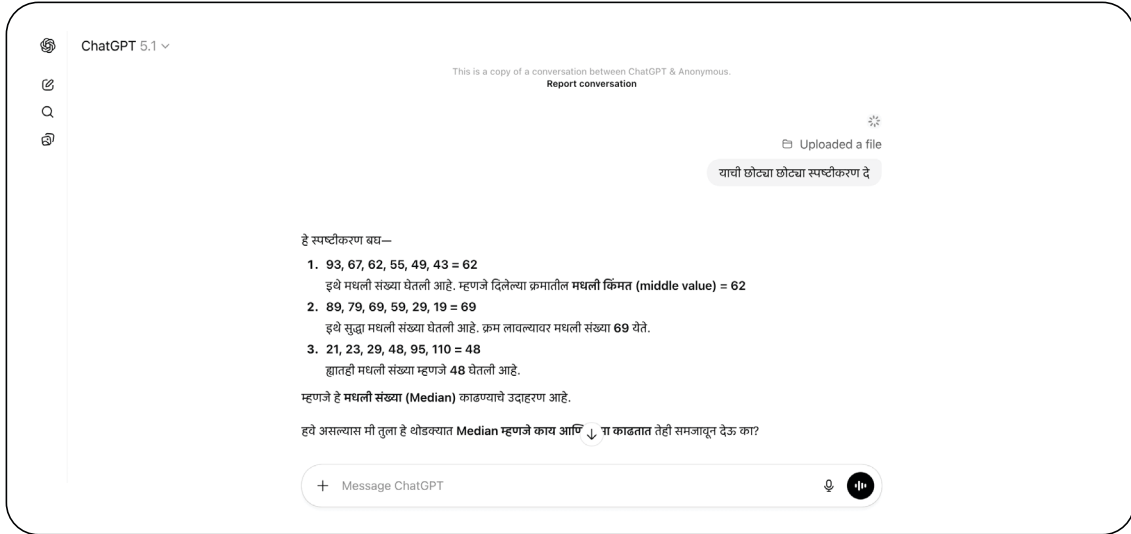 ChatGPT 5.1
This is a copy of a conversation between ChatGPT & Anonymous.
Report conversation
Uploaded a file
याची छोट्या छोट्या स्पष्टीकरण दे
हे स्पष्टीकरण बघ—
1. 93, 67, 62, 55, 49, 43 = 62
इथे मधली संख्या घेतली आहे. म्हणजे दिलेल्या क्रमातील मधली किंमत (middle value) = 62
2. 89, 79, 69, 59, 29, 19 = 69
इथे सुद्धा मधली संख्या घेतली आहे. क्रम लावल्यावर मधली संख्या 69 येते.
3. 21, 23, 29, 48, 95, 110 = 48
ह्यातही मधली संख्या म्हणजे 48 घेतली आहे.
म्हणजे हे मधली संख्या (Median) काढण्याचे उदाहरण आहे.
हवे असल्यास मी तुला हे थोडक्यात Median म्हणजे काय काढतात तेही समजावून देऊ का?
Message ChatGPT